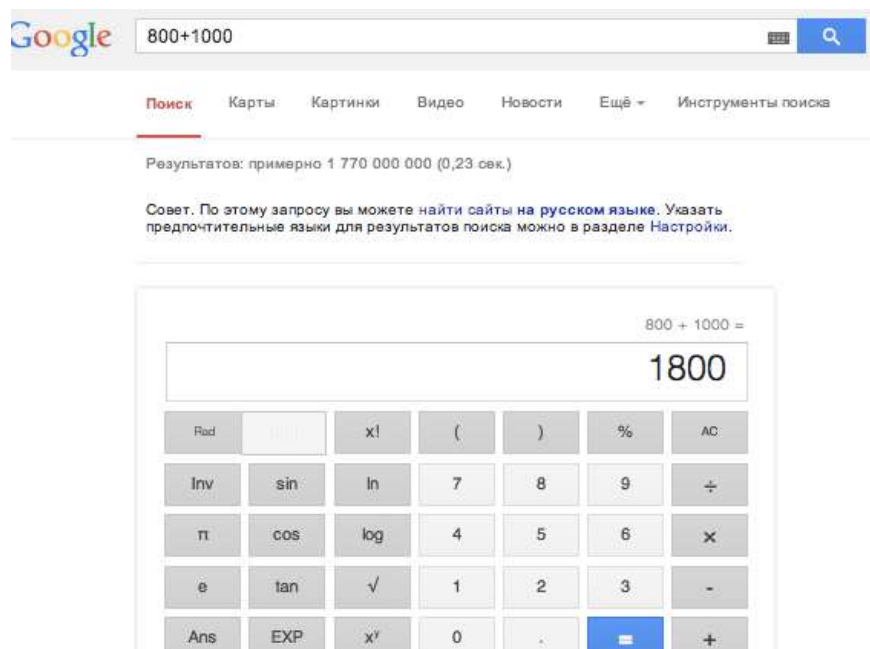 Google 800+1000
Поиск Карты Картинки Видео Новости Ещё Инструменты поиска
Результатов: примерно 1 770 000 000 (0,23 сек.)
Совет. По этому запросу вы можете найти сайты на русском языке. Указать
предпочтительные языки для результатов поиска можно в разделе Настройки.
800 + 1000 =
1800
Rad x! ( ) % AC
Inv sin ln 7 8 9 ÷
π cos log 4 5 6 ×
e tan √ 1 2 3 -
Ans EXP xʸ 0 . = +